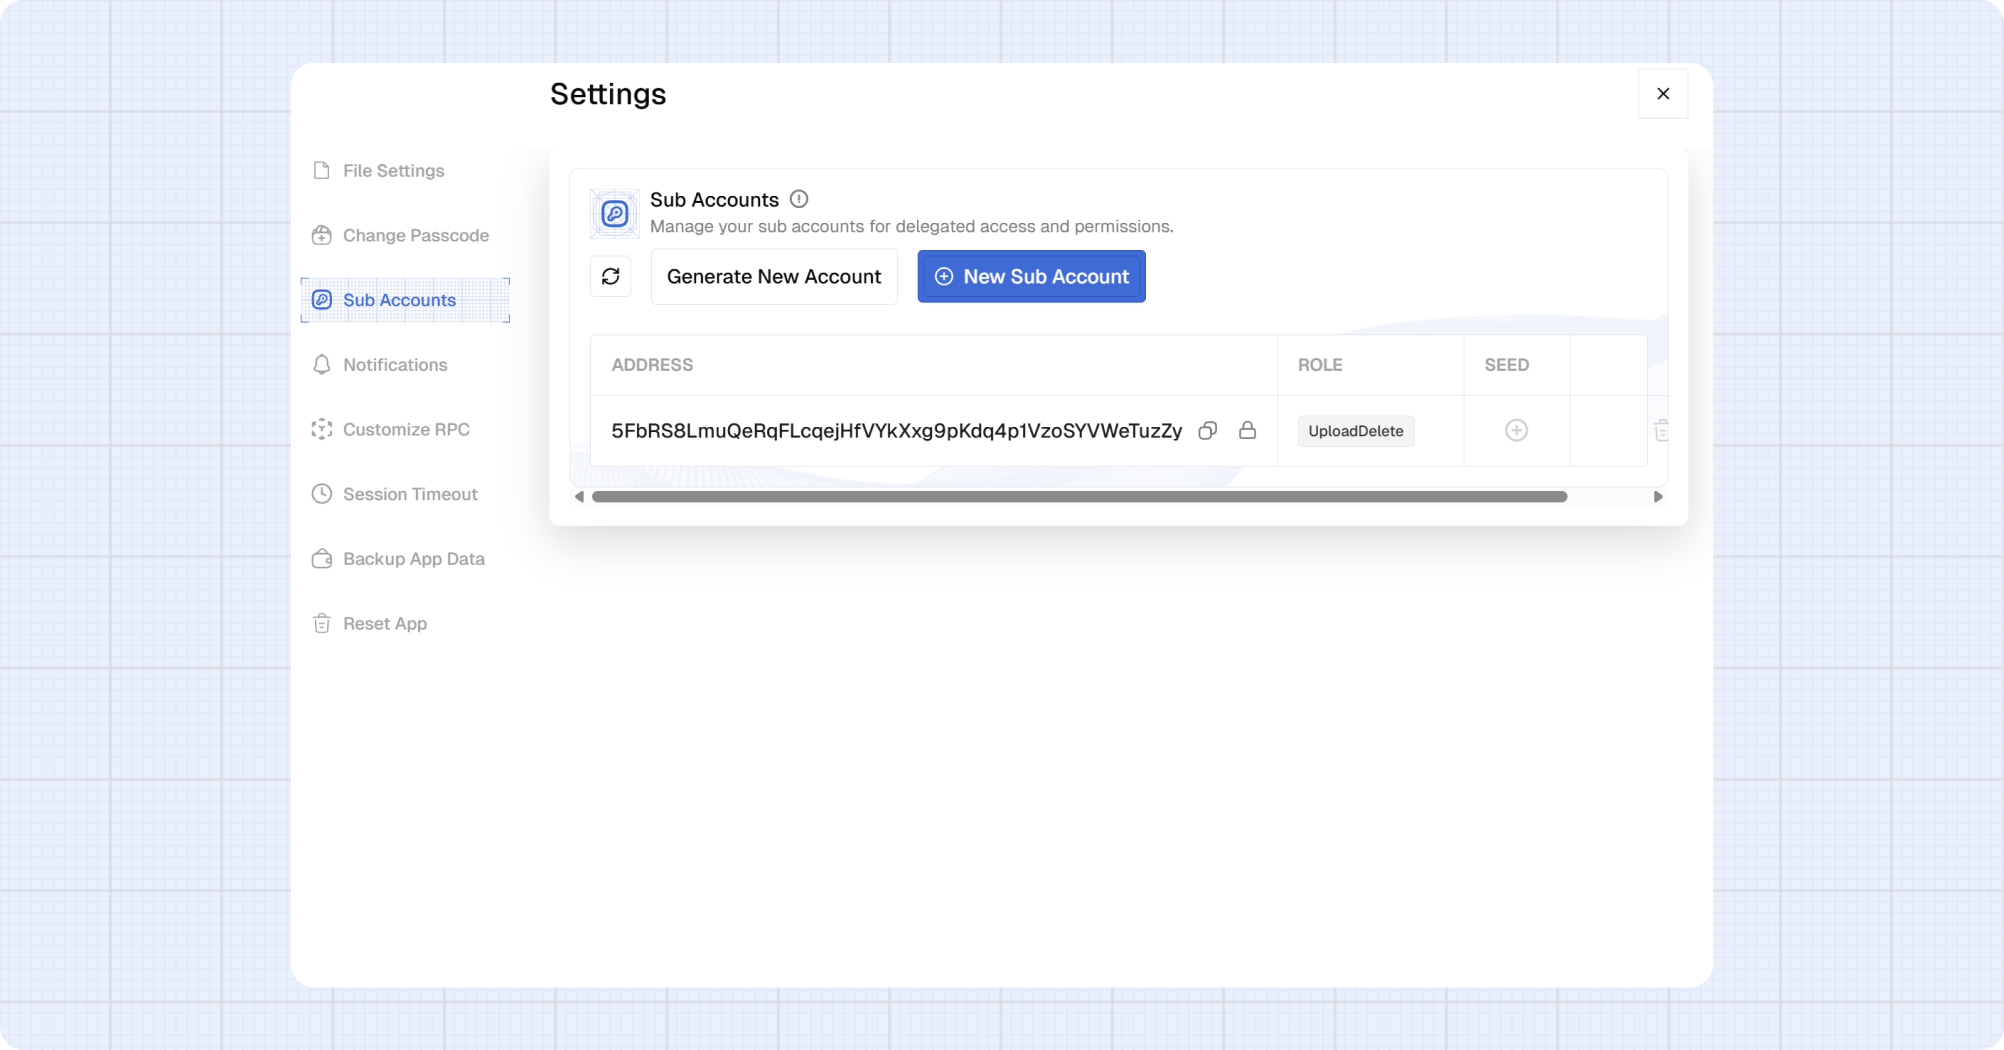 Settings
File Settings
Change Passcode
Sub Accounts
Notifications
Customize RPC
Session Timeout
Backup App Data
Reset App
Sub Accounts
Manage your sub accounts for delegated access and permissions.
Generate New Account
New Sub Account
ADDRESS ROLE SEED
5FbRS8LmuQeRqFLcqejHfVYkXxg9pKdq4p1VzoSYVWeTuzZy UploadDelete